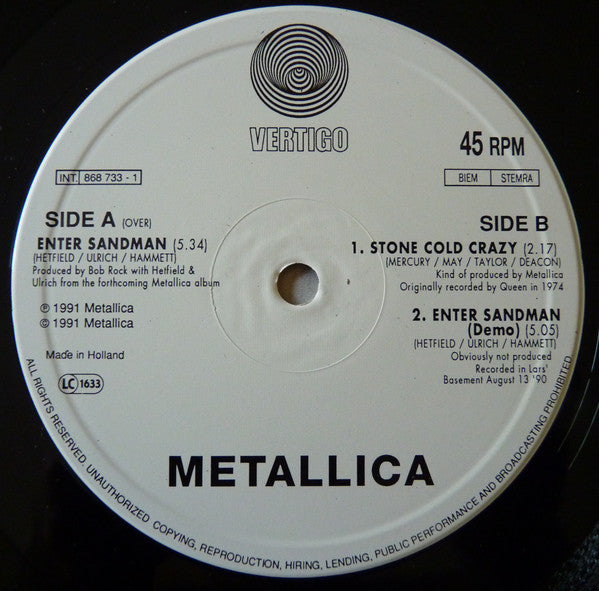 VERTIGO
45 RPM
INT. 868 733 - 1
BIEM STEMRA
SIDE A (OVER)
ENTER SANDMAN (5.34)
(HETFIELD / ULRICH / HAMMETT)
Produced by Bob Rock with Hetfield &
Ulrich from the forthcoming Metallica album
℗ 1991 Metallica
© 1991 Metallica
Made in Holland
LC 1633
SIDE B
1. STONE COLD CRAZY (2.17)
(MERCURY / MAY / TAYLOR / DEACON)
Kind of produced by Metallica
Originally recorded by Queen in 1974
2. ENTER SANDMAN
(Demo) (5.05)
(HETFIELD / ULRICH / HAMMETT)
Obviously not produced
Recorded in Lars'
Basement August 13 '90
METALLICA
ALL RIGHTS RESERVED. UNAUTHORIZED COPYING, REPRODUCTION, HIRING, LENDING, PUBLIC PERFORMANCE AND BROADCASTING PROHIBITED